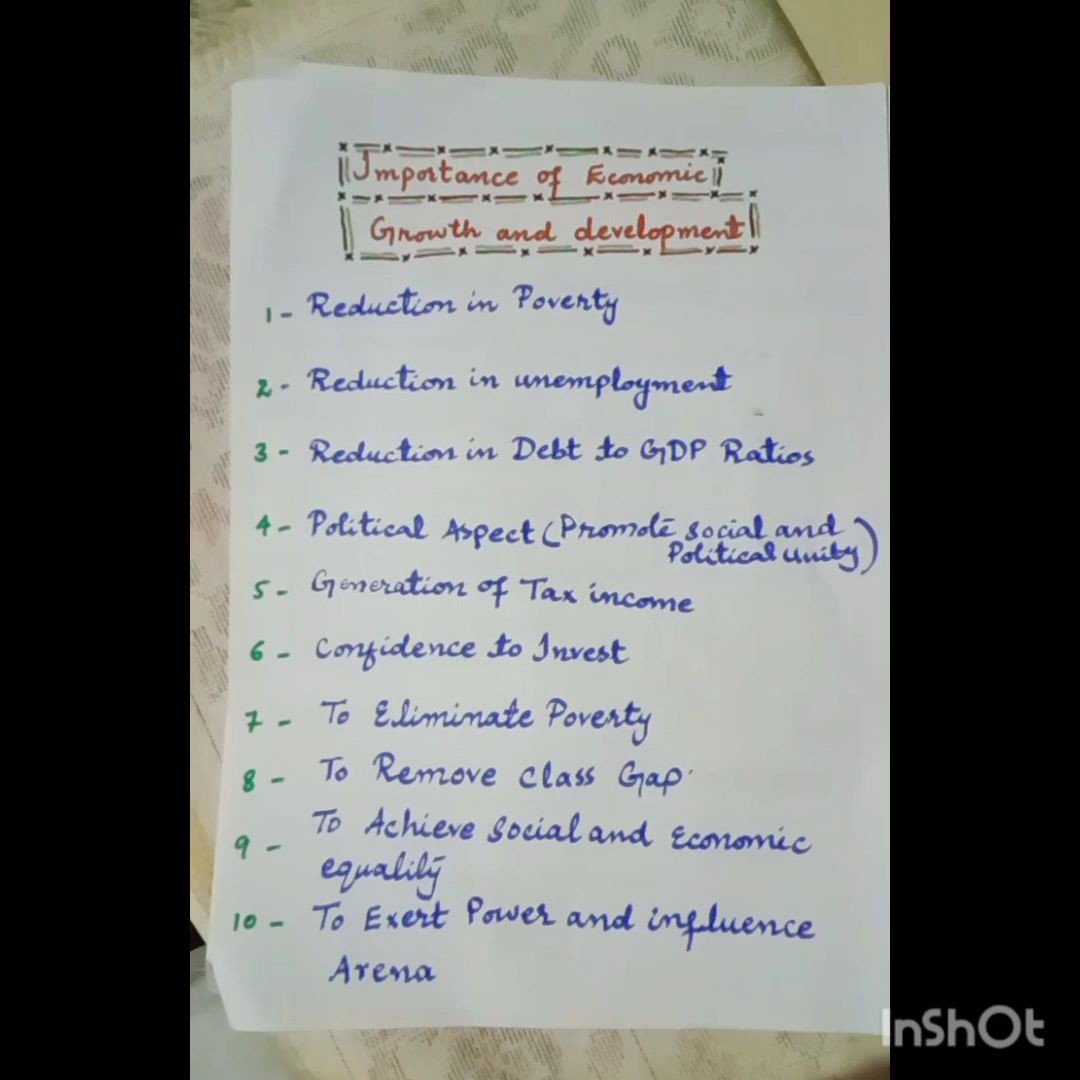 Importance of Economic
Growth and development
1- Reduction in Poverty
2- Reduction in unemployment
3- Reduction in Debt to GDP Ratios
4- Political Aspect (Promote social and
Political unity)
5- Generation of Tax income
6- Confidence to Invest
7- To Eliminate Poverty
8- To Remove class Gap
9- To Achieve social and Economic
equality
10- To Exert Power and influence
Arena
InShOt